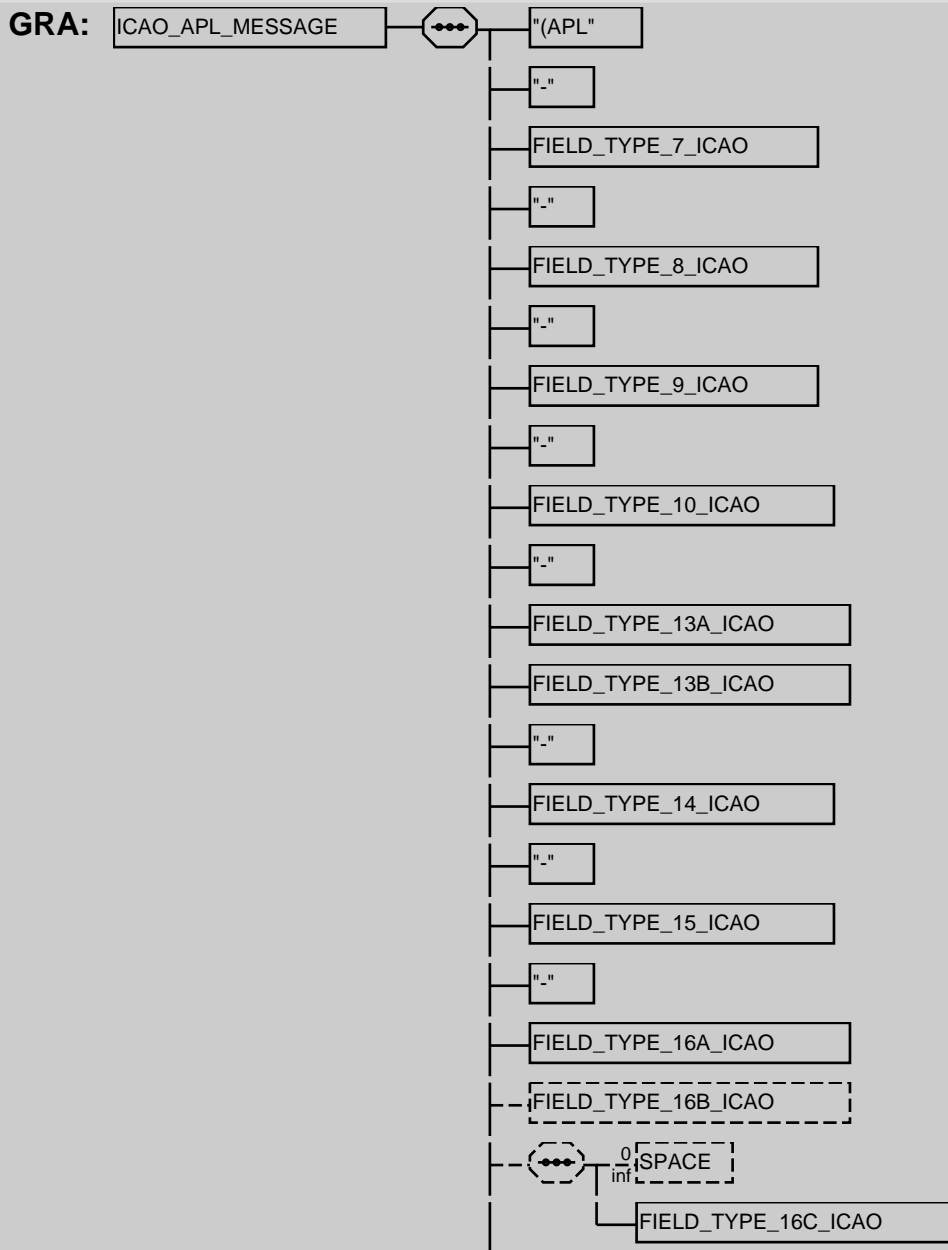 GRA: ICAO_APL_MESSAGE "(APL"
"-"
FIELD_TYPE_7_ICAO
"-"
FIELD_TYPE_8_ICAO
"-"
FIELD_TYPE_9_ICAO
"-"
FIELD_TYPE_10_ICAO
"-"
FIELD_TYPE_13A_ICAO
FIELD_TYPE_13B_ICAO
"-"
FIELD_TYPE_14_ICAO
"-"
FIELD_TYPE_15_ICAO
"-"
FIELD_TYPE_16A_ICAO
FIELD_TYPE_16B_ICAO
0 SPACE
inf
FIELD_TYPE_16C_ICAO